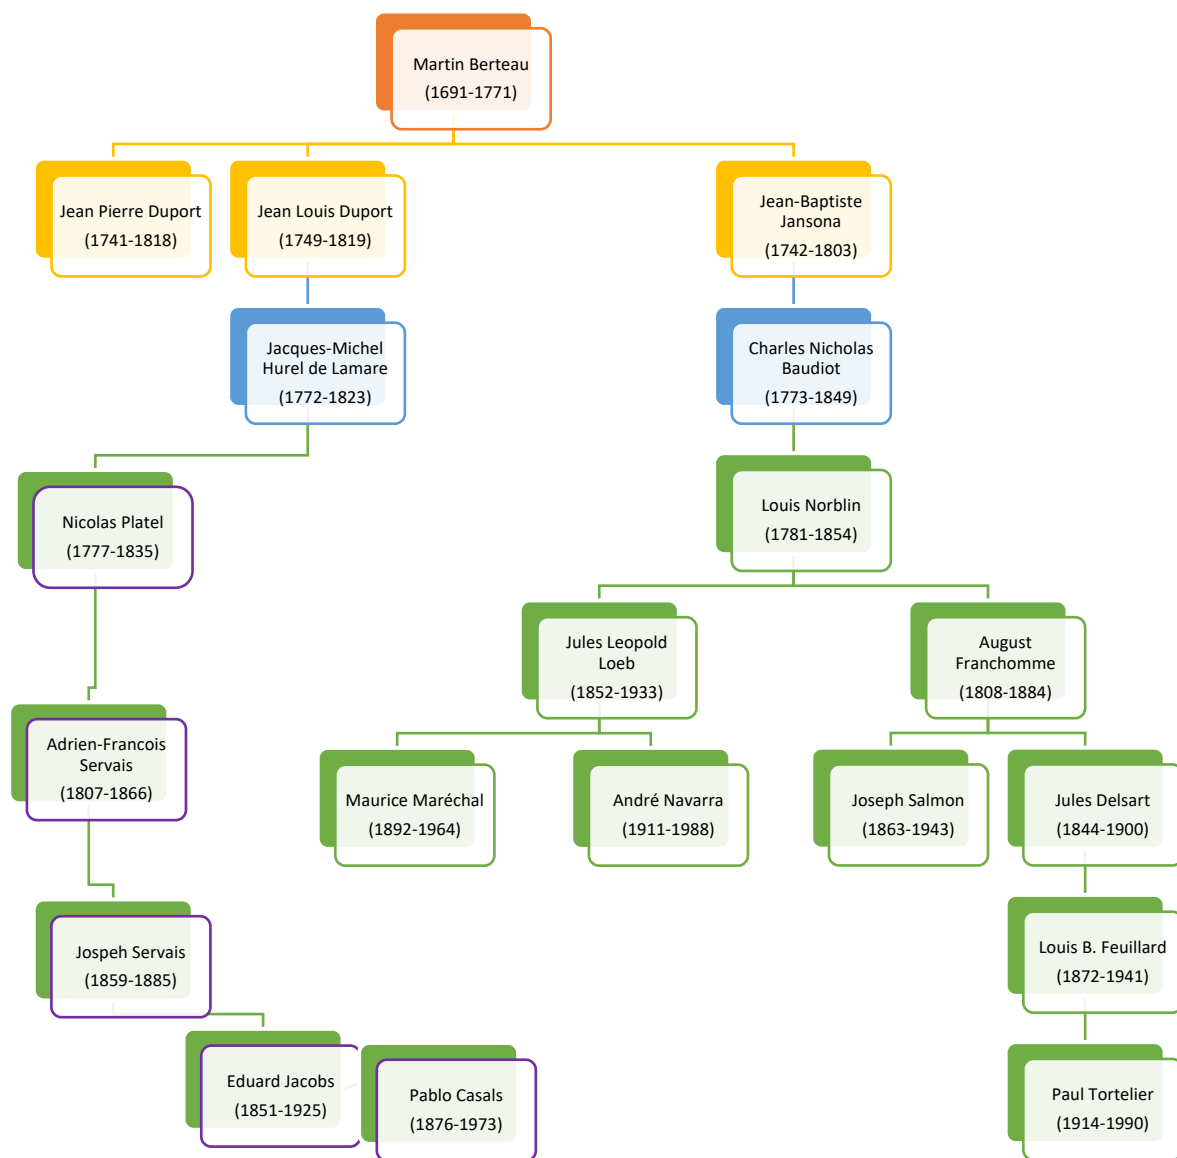 Martin Berteau
(1691-1771)
Jean Pierre Duport
(1741-1818)
Jean Louis Duport
(1749-1819)
Jean-Baptiste
Jansona
(1742-1803)
Jacques-Michel
Hurel de Lamare
(1772-1823)
Charles Nicholas
Baudiot
(1773-1849)
Nicolas Platel
(1777-1835)
Louis Norblin
(1781-1854)
Jules Leopold
Loeb
(1852-1933)
August
Franchomme
(1808-1884)
Adrien-Francois
Servais
(1807-1866)
Maurice Maréchal
(1892-1964)
André Navarra
(1911-1988)
Joseph Salmon
(1863-1943)
Jules Delsart
(1844-1900)
Jospeh Servais
(1859-1885)
Louis B. Feuillard
(1872-1941)
Eduard Jacobs
(1851-1925)
Pablo Casals
(1876-1973)
Paul Tortelier
(1914-1990)